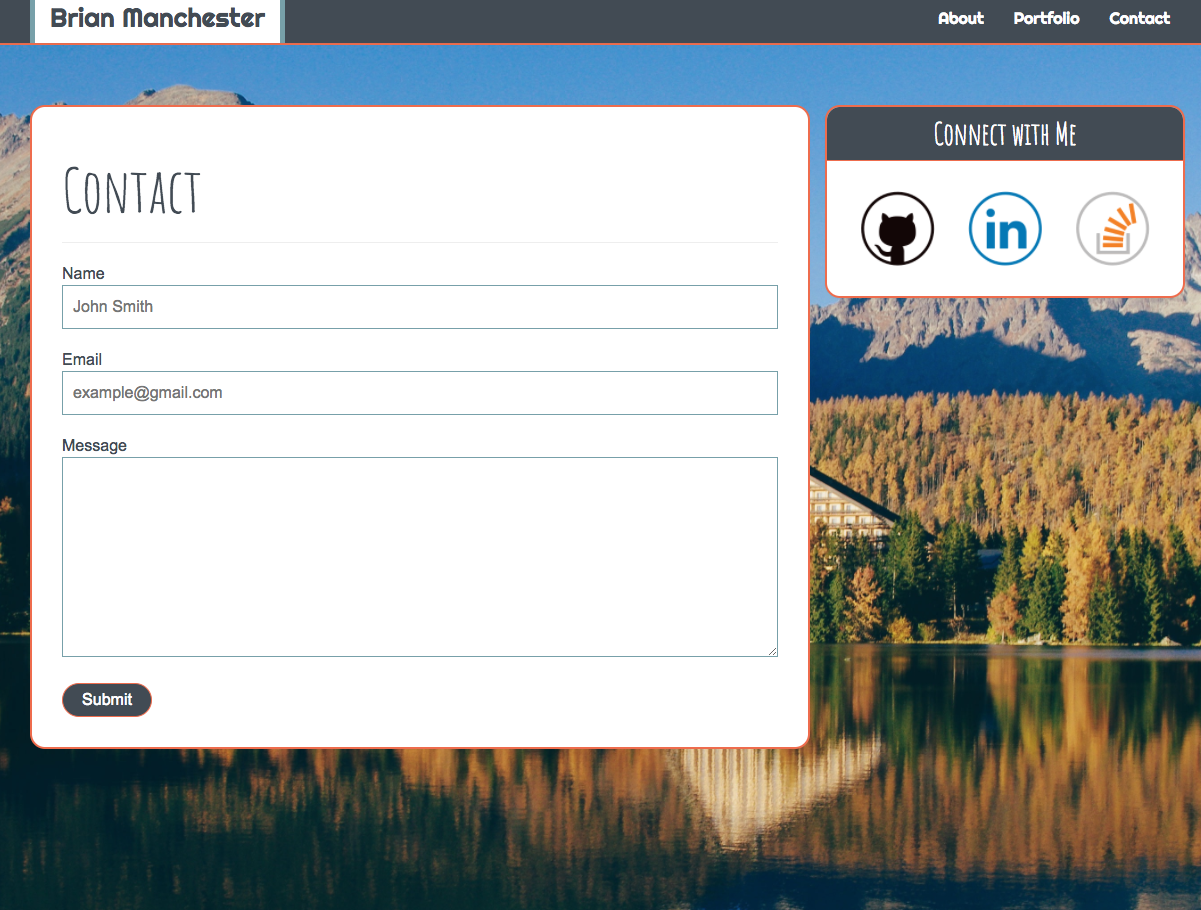 Brian Manchester
About Portfolio Contact
Contact
Name
John Smith
Email
example@gmail.com
Message
Submit
Connect with Me
in